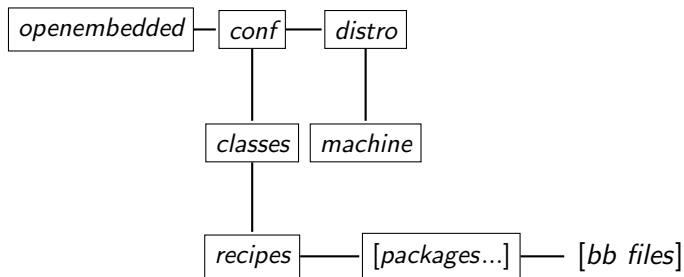 openembedded conf distro
classes machine
recipes [packages...] [bb files]